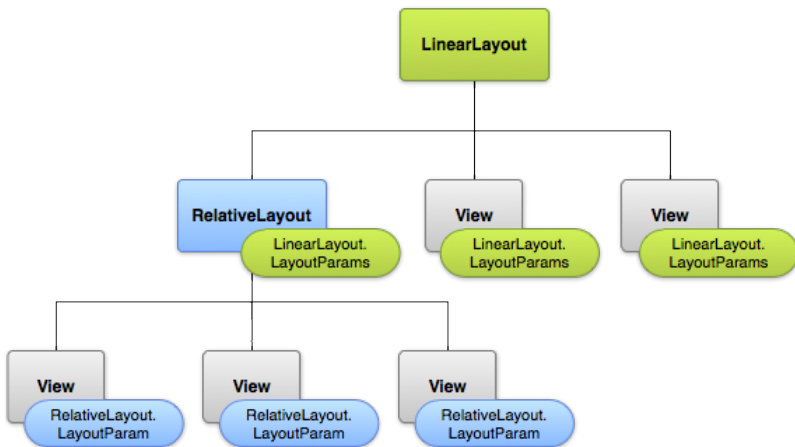 LinearLayout
RelativeLayout
LinearLayout.
LayoutParams
View
LinearLayout.
LayoutParams
View
LinearLayout.
LayoutParams
View
RelativeLayout.
LayoutParam
View
RelativeLayout.
LayoutParam
View
RelativeLayout.
LayoutParam